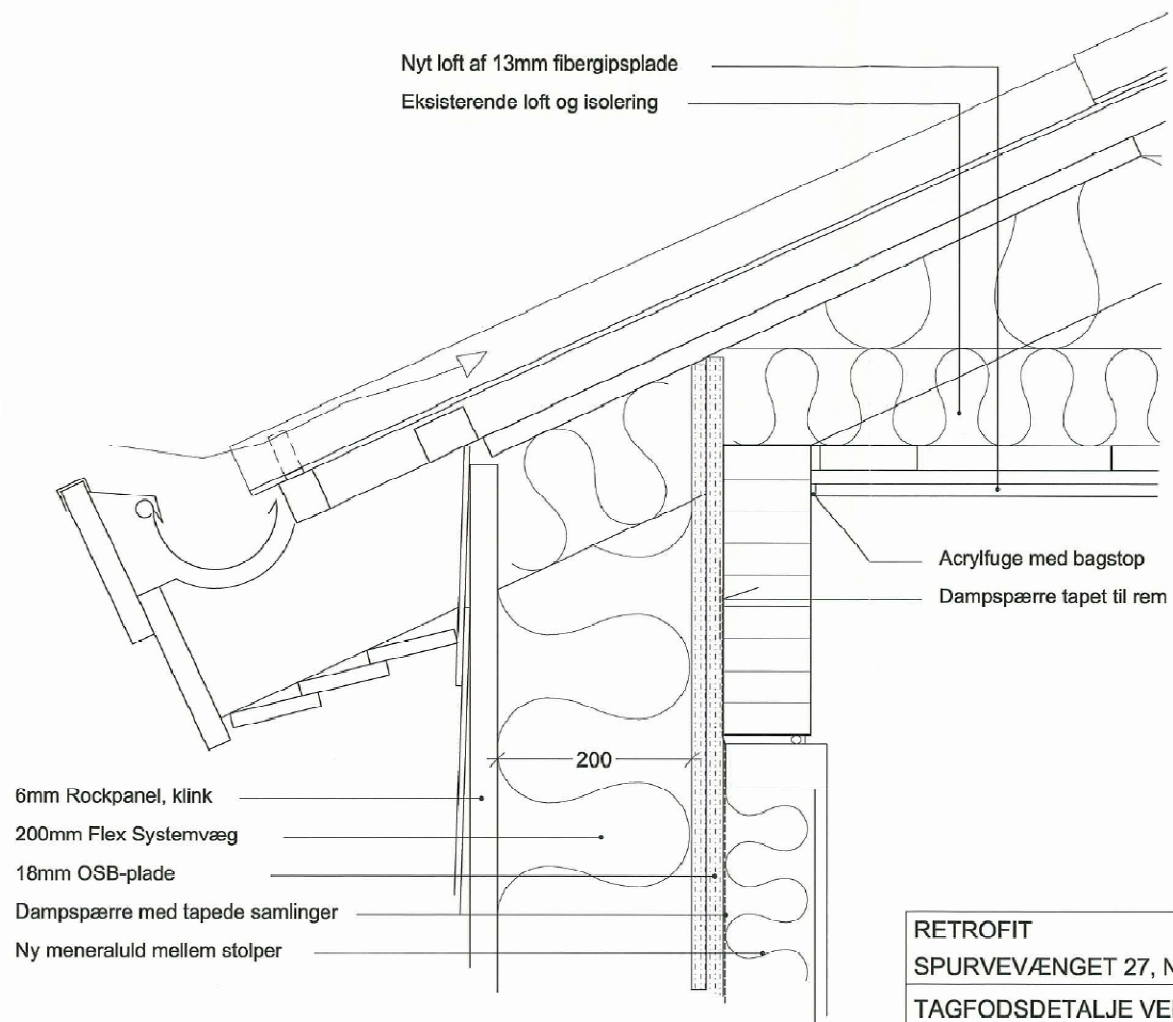 Nyt loft af 13mm fibergipsplade
Eksisterende loft og isolering
Acrylfuge med bagstop
Dampspærre tapet til rem
200
6mm Rockpanel, klink
200mm Flex Systemvæg
18mm OSB-plade
Dampspærre med tapede samlinger
Ny meneraluld mellem stolper
RETROFIT
SPURVEVÆNGET 27, N
TAGFODSDETALJE VE